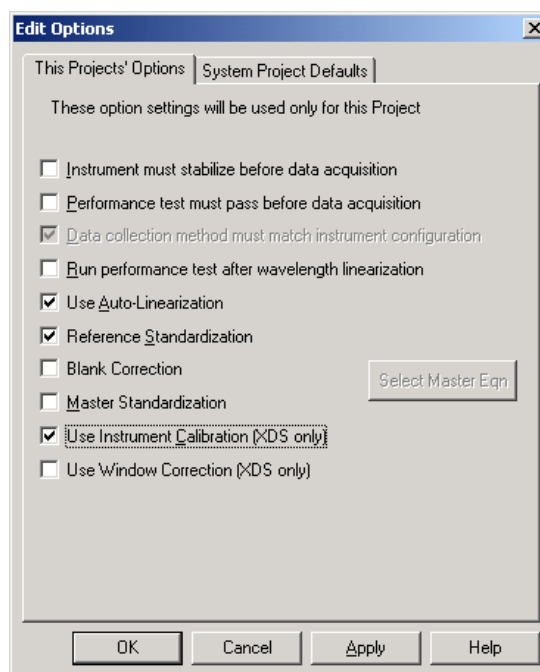 Edit Options
This Projects' Options
System Project Defaults
These option settings will be used only for this Project
Instrument must stabilize before data acquisition
Performance test must pass before data acquisition
Data collection method must match instrument configuration
Run performance test after wavelength linearization
Use Auto-Linearization
Reference Standardization
Blank Correction
Select Master Eqn
Master Standardization
Use Instrument Calibration (XDS only)
Use Window Correction (XDS only)
OK
Cancel
Apply
Help